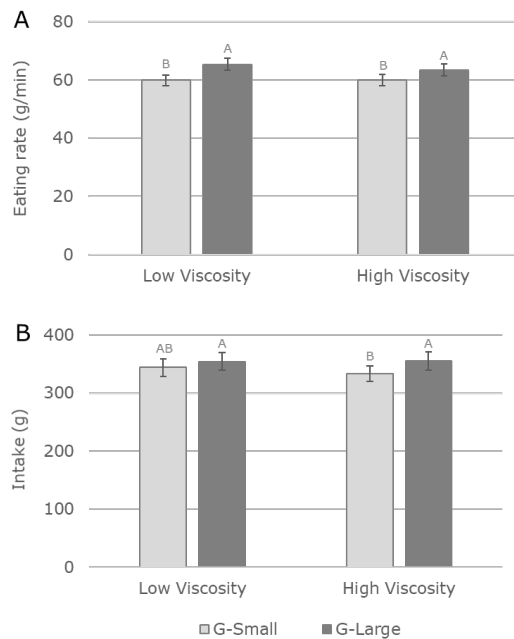 A
Eating rate (g/min)
80
60
40
20
0
B
A
B
A
Low Viscosity
High Viscosity
B
Intake (g)
400
300
200
100
0
AB
A
B
A
Low Viscosity
High Viscosity
G-Small
G-Large